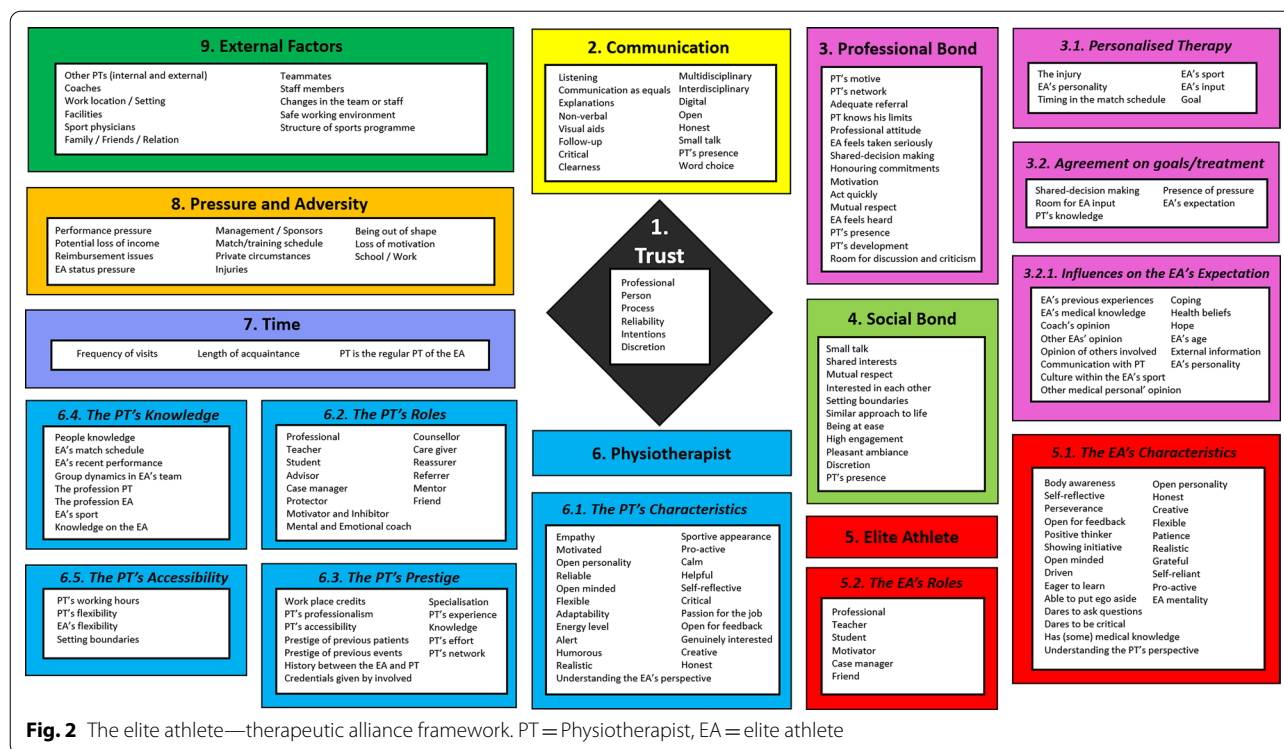 9. External Factors
Other PTs (internal and external)
Coaches
Work location / Setting
Facilities
Sport physicians
Family / Friends / Relation
Teammates
Staff members
Changes in the team or staff
Safe working environment
Structure of sports programme
8. Pressure and Adversity
Performance pressure
Potential loss of income
Reimbursement issues
EA status pressure
Management / Sponsors
Match/training schedule
Private circumstances
Injuries
Being out of shape
Loss of motivation
School / Work
7. Time
Frequency of visits
Length of acquaintance
PT is the regular PT of the EA
6.4. The PT's Knowledge
People knowledge
EA's match schedule
EA's recent performance
Group dynamics in EA's team
The profession PT
The profession EA
EA's sport
Knowledge on the EA
6.2. The PT's Roles
Professional
Teacher
Student
Advisor
Case manager
Protector
Motivator and Inhibitor
Mental and Emotional coach
Counsellor
Care giver
Reassurer
Referrer
Mentor
Friend
6.5. The PT's Accessibility
PT's working hours
PT's flexibility
EA's flexibility
Setting boundaries
6.3. The PT's Prestige
Work place credits
PT's professionalism
PT's accessibility
Prestige of previous patients
Prestige of previous events
History between the EA and PT
Credentials given by involved
Specialisation
PT's experience
Knowledge
PT's effort
PT's network
2. Communication
Listening
Communication as equals
Explanations
Non-verbal
Visual aids
Follow-up
Critical
Clearness
Multidisciplinary
Interdisciplinary
Digital
Open
Honest
Small talk
PT's presence
Word choice
1.
Trust
Professional
Person
Process
Reliability
Intentions
Discretion
6. Physiotherapist
6.1. The PT's Characteristics
Empathy
Motivated
Open personality
Reliable
Open minded
Flexible
Adaptability
Energy level
Alert
Humorous
Realistic
Understanding the EA's perspective
Sportive appearance
Pro-active
Calm
Helpful
Self-reflective
Critical
Passion for the job
Open for feedback
Genuinely interested
Creative
Honest
3. Professional Bond
PT's motive
PT's network
Adequate referral
PT knows his limits
Professional attitude
EA feels taken seriously
Shared-decision making
Honouring commitments
Motivation
Act quickly
Mutual respect
EA feels heard
PT's presence
PT's development
Room for discussion and criticism
4. Social Bond
Small talk
Shared interests
Mutual respect
Interested in each other
Setting boundaries
Similar approach to life
Being at ease
High engagement
Pleasant ambiance
Discretion
PT's presence
5. Elite Athlete
5.2. The EA's Roles
Professional
Teacher
Student
Motivator
Case manager
Friend
3.1. Personalised Therapy
The injury
EA's personality
Timing in the match schedule
EA's sport
EA's input
Goal
3.2. Agreement on goals/treatment
Shared-decision making
Room for EA input
PT's knowledge
Presence of pressure
EA's expectation
3.2.1. Influences on the EA's Expectation
EA's previous experiences
EA's medical knowledge
Coach's opinion
Other EAs' opinion
Opinion of others involved
Communication with PT
Culture within the EA's sport
Other medical personal' opinion
Coping
Health beliefs
Hope
EA's age
External information
EA's personality
5.1. The EA's Characteristics
Body awareness
Self-reflective
Perseverance
Open for feedback
Positive thinker
Showing initiative
Open minded
Driven
Eager to learn
Able to put ego aside
Dares to ask questions
Dares to be critical
Has (some) medical knowledge
Understanding the PT's perspective
Open personality
Honest
Creative
Flexible
Patience
Realistic
Grateful
Self-reliant
Pro-active
EA mentality
Fig. 2 The elite athlete—therapeutic alliance framework. PT = Physiotherapist, EA = elite athlete